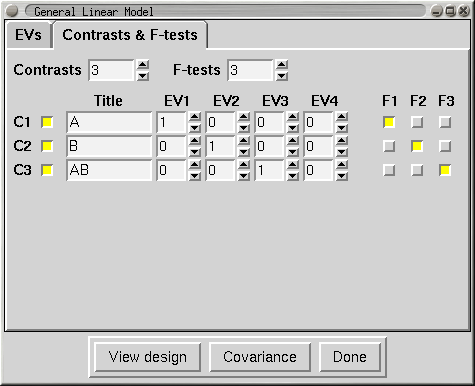 General Linear Model
EVs Contrasts & F-tests
Contrasts 3 F-tests 3
Title EV1 EV2 EV3 EV4 F1 F2 F3
C1 A 1 0 0 0
C2 B 0 1 0 0
C3 AB 0 0 1 0
View design Covariance Done